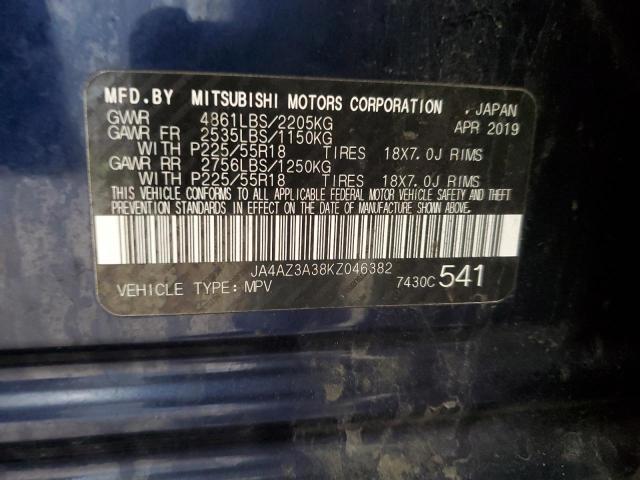 MFD.BY MITSUBISHI MOTORS CORPORATION . JAPAN
GVWR 4861LBS/2205KG APR 2019
GAWR FR 2535LBS/1150KG
WITH P225/55R18 TIRES 18X7.0J RIMS
GAWR RR 2756LBS/1250KG
WITH P225/55R18 TIRES 18X7.0J RIMS
THIS VEHICLE CONFORMS TO ALL APPLICABLE FEDERAL MOTOR VEHICLE SAFETY AND THEFT
PREVENTION STANDARDS IN EFFECT ON THE DATE OF MANUFACTURE SHOWN ABOVE.
JA4AZ3A38KZ046382
VEHICLE TYPE: MPV 7430C 541